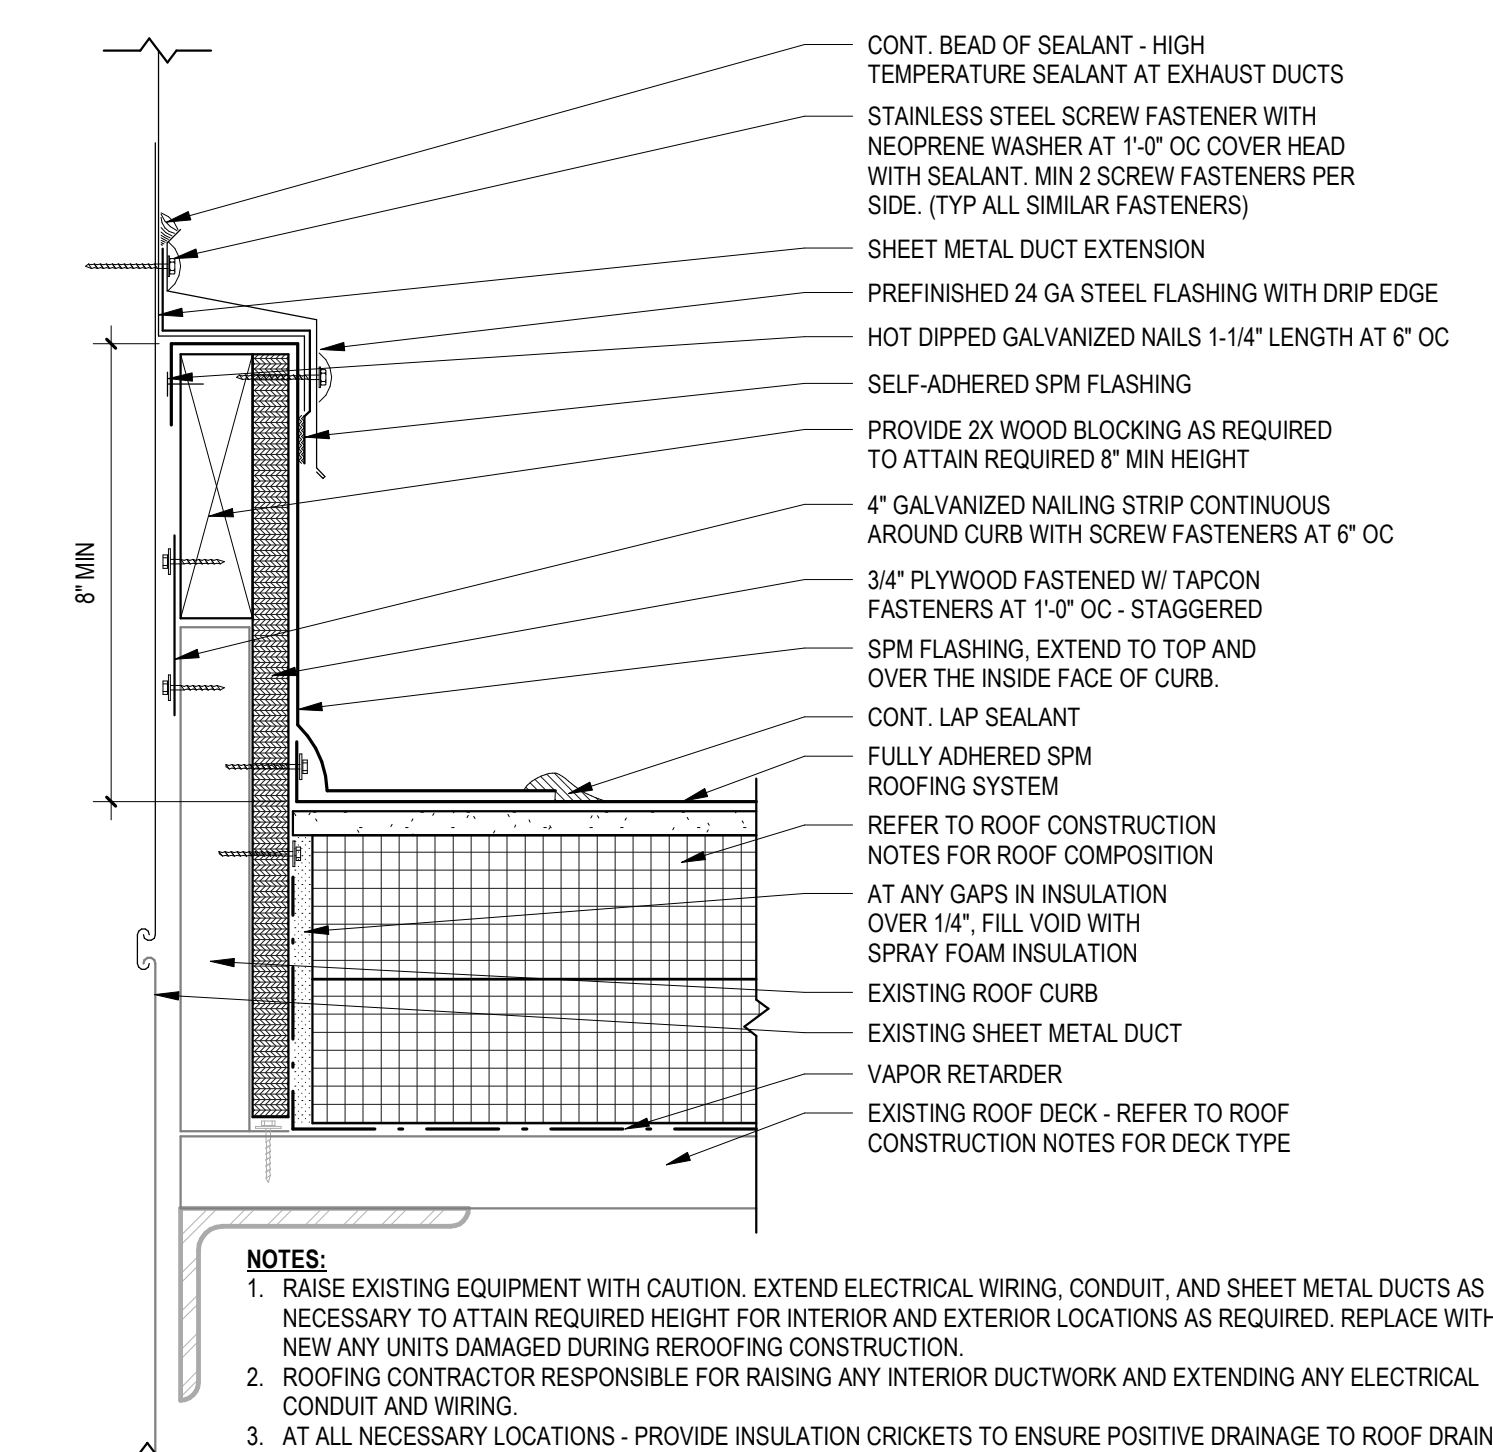 CONT. BEAD OF SEALANT - HIGH
TEMPERATURE SEALANT AT EXHAUST DUCTS
STAINLESS STEEL SCREW FASTENER WITH
NEOPRENE WASHER AT 1'-0" OC COVER HEAD
WITH SEALANT. MIN 2 SCREW FASTENERS PER
SIDE. (TYP ALL SIMILAR FASTENERS)
SHEET METAL DUCT EXTENSION
PREFINISHED 24 GA STEEL FLASHING WITH DRIP EDGE
HOT DIPPED GALVANIZED NAILS 1-1/4" LENGTH AT 6" OC
SELF-ADHERED SPM FLASHING
PROVIDE 2X WOOD BLOCKING AS REQUIRED
TO ATTAIN REQUIRED 8" MIN HEIGHT
4" GALVANIZED NAILING STRIP CONTINUOUS
AROUND CURB WITH SCREW FASTENERS AT 6" OC
8" MIN
3/4" PLYWOOD FASTENED W/ TAPCON
FASTENERS AT 1'-0" OC - STAGGERED
SPM FLASHING, EXTEND TO TOP AND
OVER THE INSIDE FACE OF CURB.
CONT. LAP SEALANT
FULLY ADHERED SPM
ROOFING SYSTEM
REFER TO ROOF CONSTRUCTION
NOTES FOR ROOF COMPOSITION
AT ANY GAPS IN INSULATION
OVER 1/4", FILL VOID WITH
SPRAY FOAM INSULATION
EXISTING ROOF CURB
EXISTING SHEET METAL DUCT
VAPOR RETARDER
EXISTING ROOF DECK - REFER TO ROOF
CONSTRUCTION NOTES FOR DECK TYPE
NOTES:
1. RAISE EXISTING EQUIPMENT WITH CAUTION. EXTEND ELECTRICAL WIRING, CONDUIT, AND SHEET METAL DUCTS AS
NECESSARY TO ATTAIN REQUIRED HEIGHT FOR INTERIOR AND EXTERIOR LOCATIONS AS REQUIRED. REPLACE WITH
NEW ANY UNITS DAMAGED DURING REROOFING CONSTRUCTION.
2. ROOFING CONTRACTOR RESPONSIBLE FOR RAISING ANY INTERIOR DUCTWORK AND EXTENDING ANY ELECTRICAL
CONDUIT AND WIRING.
3. AT ALL NECESSARY LOCATIONS - PROVIDE INSULATION CRICKETS TO ENSURE POSITIVE DRAINAGE TO ROOF DRAIN